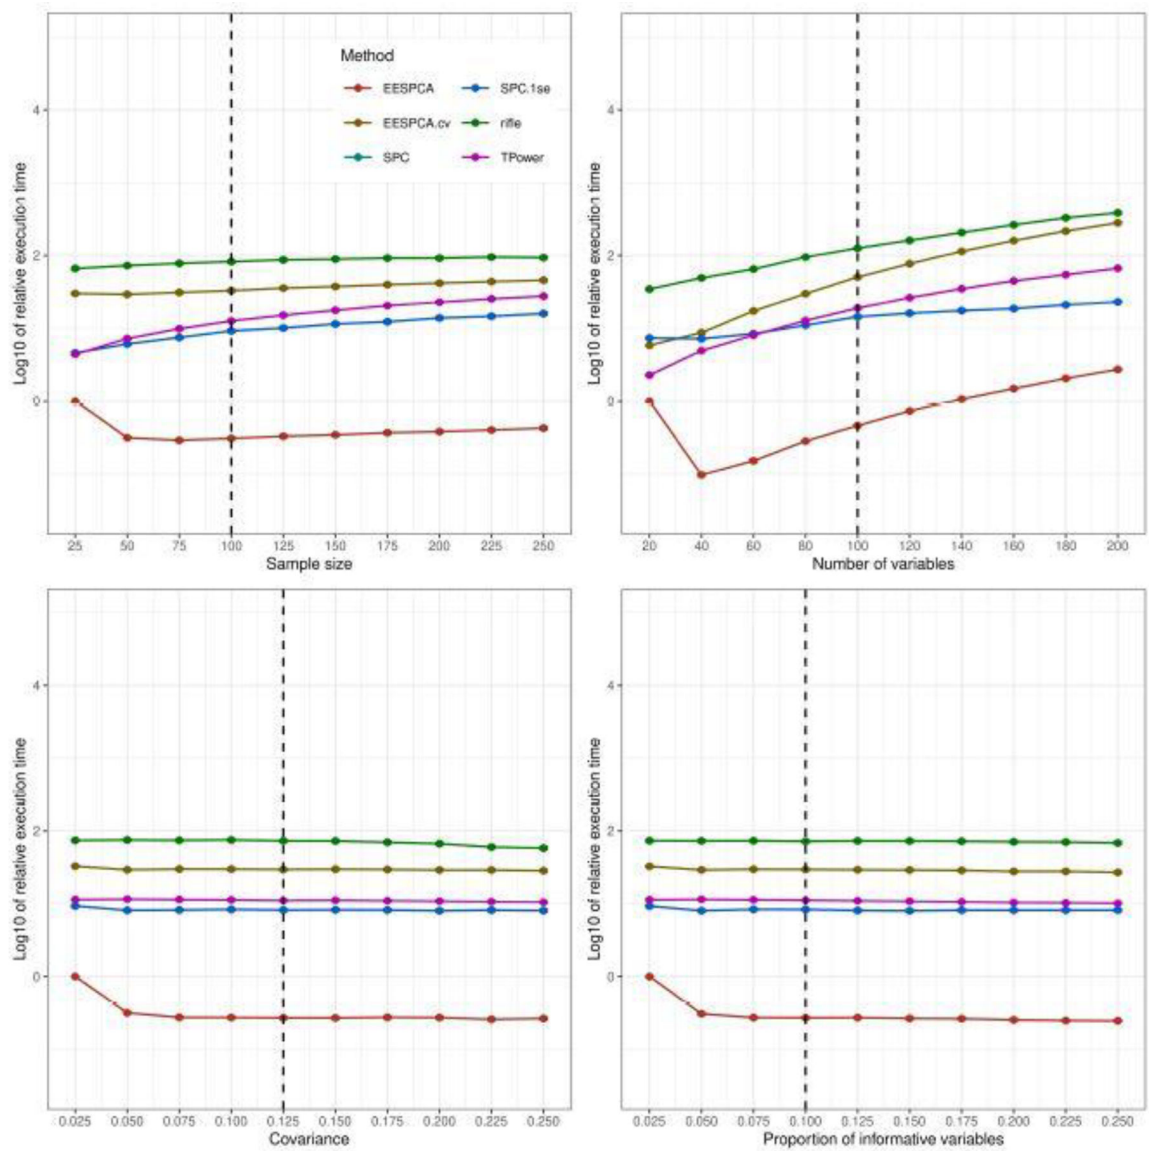 Method
EESPCA SPC.1se
EESPCA.cv rifle
SPC TPower
Log10 of relative execution time
4
2
0
25 50 75 100 125 150 175 200 225 250
Sample size
Log10 of relative execution time
4
2
0
20 40 60 80 100 120 140 160 180 200
Number of variables
Log10 of relative execution time
4
2
0
0.025 0.050 0.075 0.100 0.125 0.150 0.175 0.200 0.225 0.250
Covariance
Log10 of relative execution time
4
2
0
0.025 0.050 0.075 0.100 0.125 0.150 0.175 0.200 0.225 0.250
Proportion of informative variables